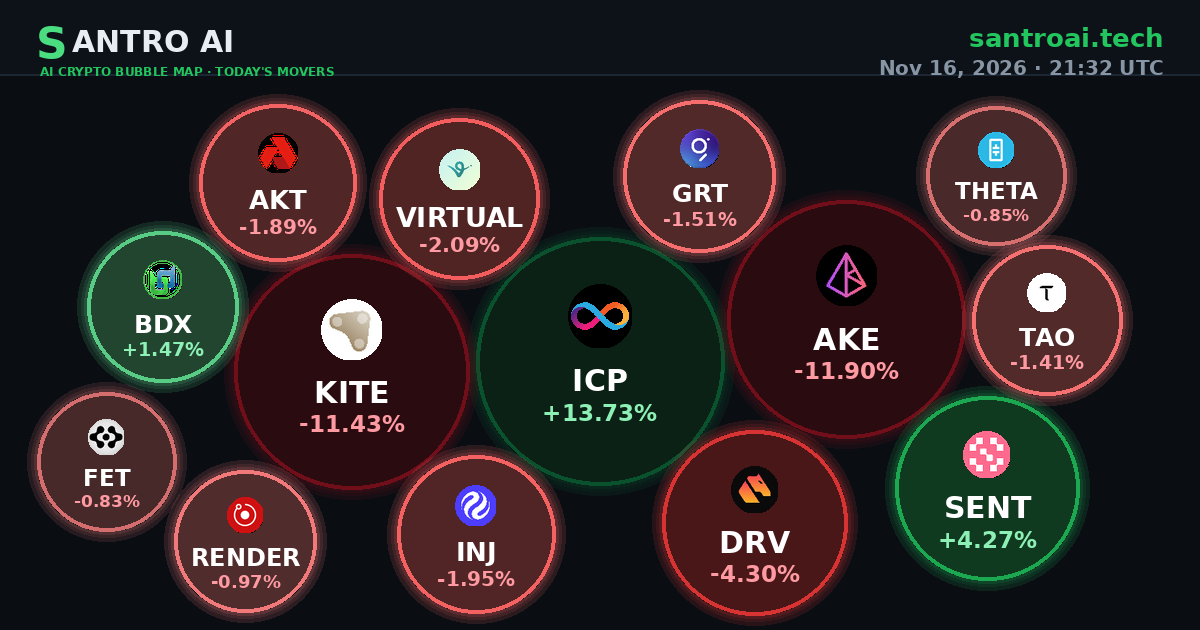 SANTRO AI
AI CRYPTO BUBBLE MAP · TODAY'S MOVERS
santroai.tech
Nov 16, 2026 · 21:32 UTC
AKT
-1.89%
VIRTUAL
-2.09%
GRT
-1.51%
THETA
-0.85%
BDX
+1.47%
KITE
-11.43%
ICP
+13.73%
AKE
-11.90%
τ
TAO
-1.41%
FET
-0.83%
RENDER
-0.97%
INJ
-1.95%
DRV
-4.30%
SENT
+4.27%